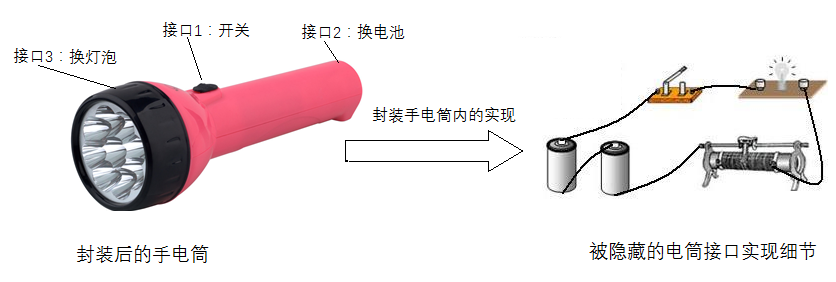 接口1：开关
接口2：换电池
接口3：换灯泡
封装手电筒内的实现
封装后的手电筒
被隐藏的电筒接口实现细节